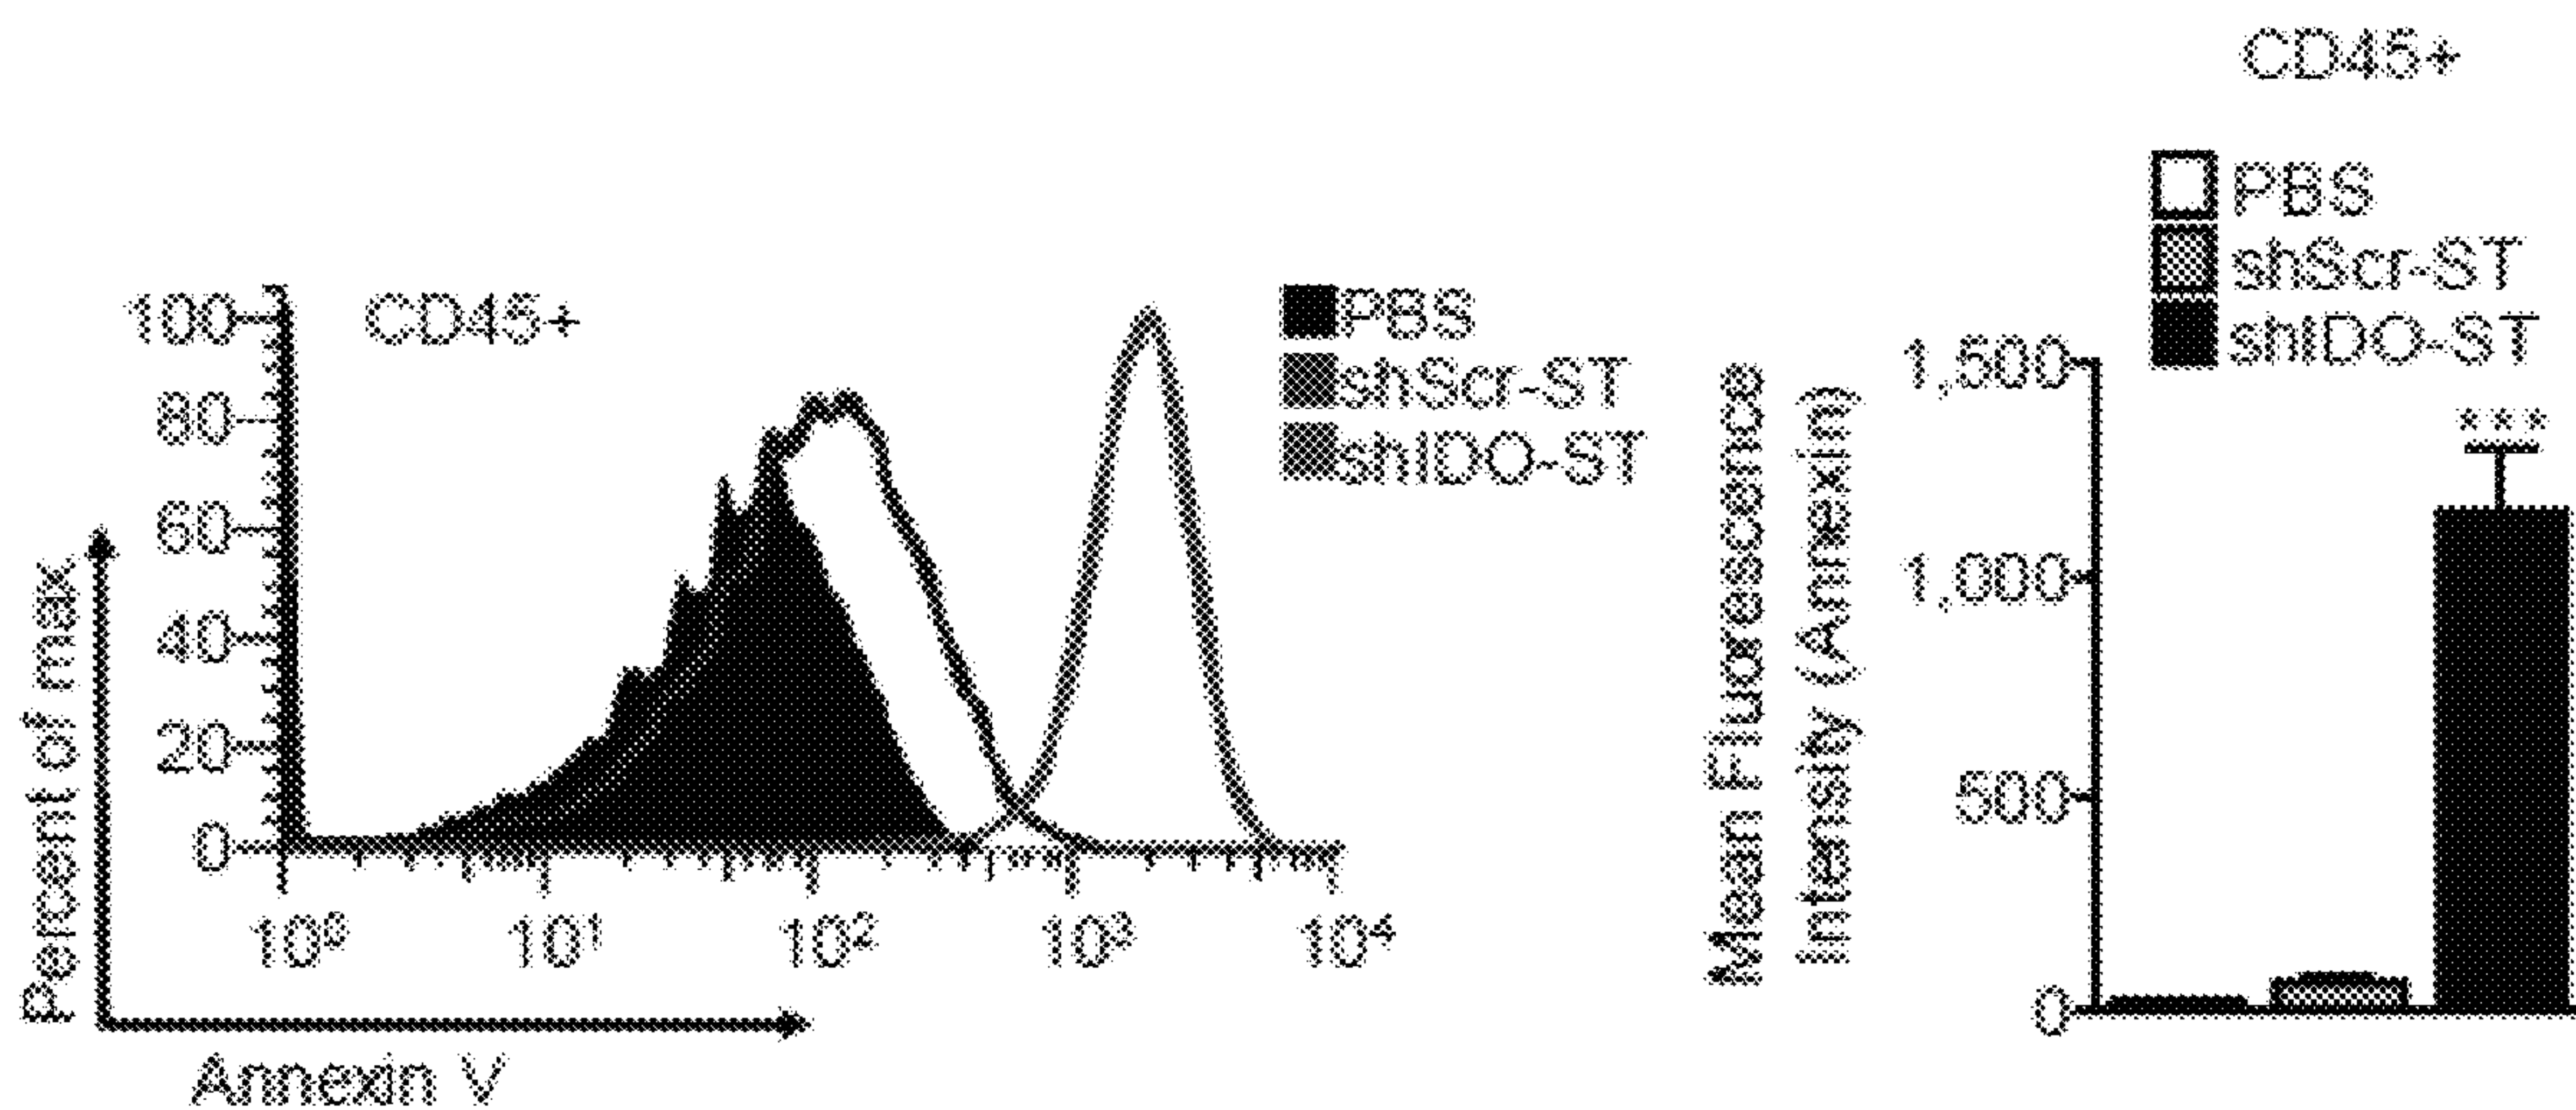 CD45+
PBS
shScr-ST
shIDO-ST
100
80
60
40
20
0
Percent of max
10⁰
10¹
10²
10³
10⁴
Annexin V
CD45+
PBS
shScr-ST
shIDO-ST
1,500
1,000
500
0
Mean Fluorescence
Intensity (Annexin)
***